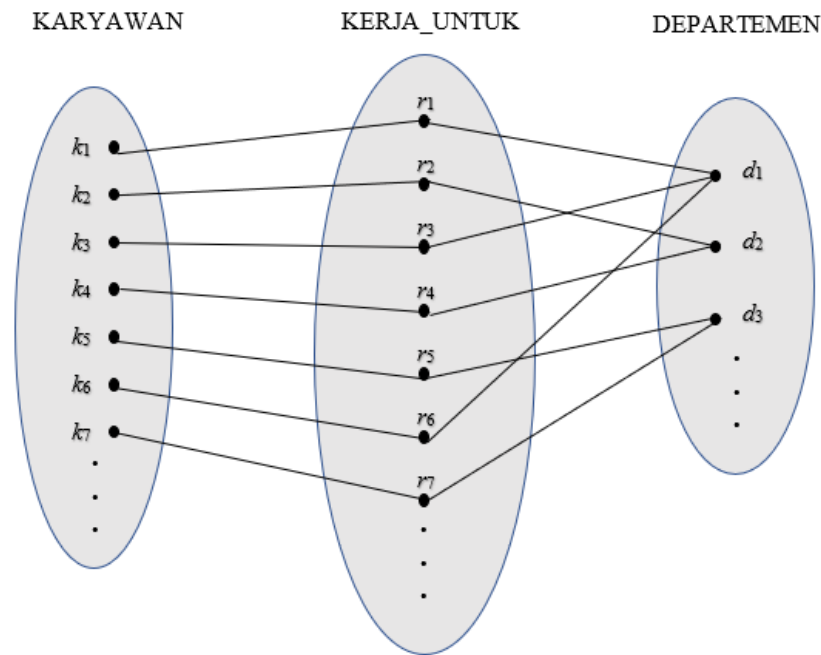 KARYAWAN
KERJA_UNTUK
DEPARTEMEN
k1
k2
k3
k4
k5
k6
k7
r1
r2
r3
r4
r5
r6
r7
d1
d2
d3